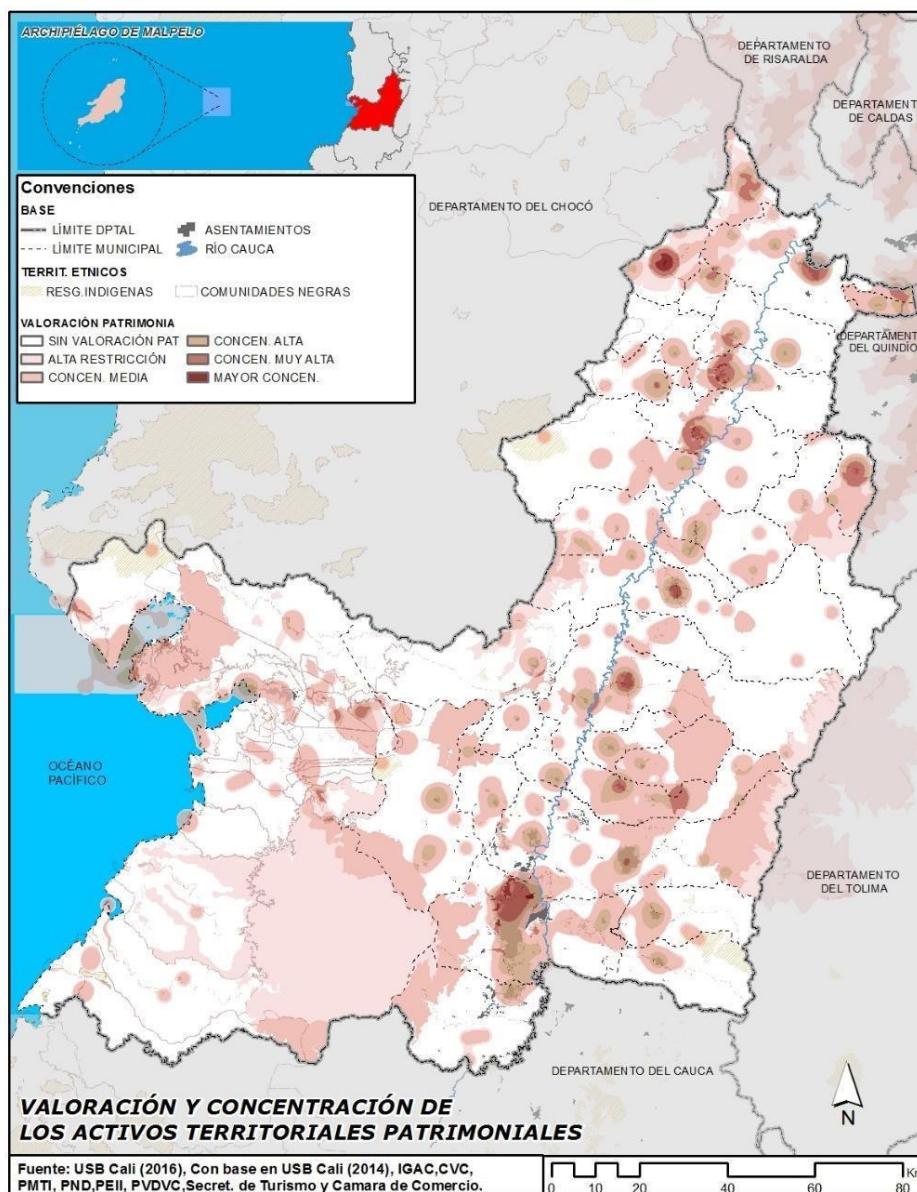 ARCHIPIÉLAGO DE MALPELO
DEPARTAMENTO
DE RISARALDA
DEPARTAMENTO
DE CALDAS
Convenciones
BASE
LÍMITE DPTAL
ASENTAMIENTOS
LÍMITE MUNICIPAL
RÍO CAUCA
TERRIT. ETNICOS
RESG.INDIGENAS
COMUNIDADES NEGRAS
VALORACIÓN PATRIMONIA
SIN VALORACIÓN PAT
CONCEN. ALTA
ALTA RESTRICCIÓN
CONCEN. MUY ALTA
CONCEN. MEDIA
MAYOR CONCEN.
DEPARTAMENTO DEL CHOCÓ
DEPARTAMENTO
DEL QUINDÍO
OCÉANO
PACÍFICO
DEPARTAMENTO
DEL TOLIMA
DEPARTAMENTO DEL CAUCA
N
VALORACIÓN Y CONCENTRACIÓN DE
LOS ACTIVOS TERRITORIALES PATRIMONIALES
Fuente: USB Cali (2016), Con base en USB Cali (2014), IGAC,CVC,
PMTI, PND,PEII, PVDVC,Secret. de Turismo y Camara de Comercio.
Km
0 10 20 40 60 80